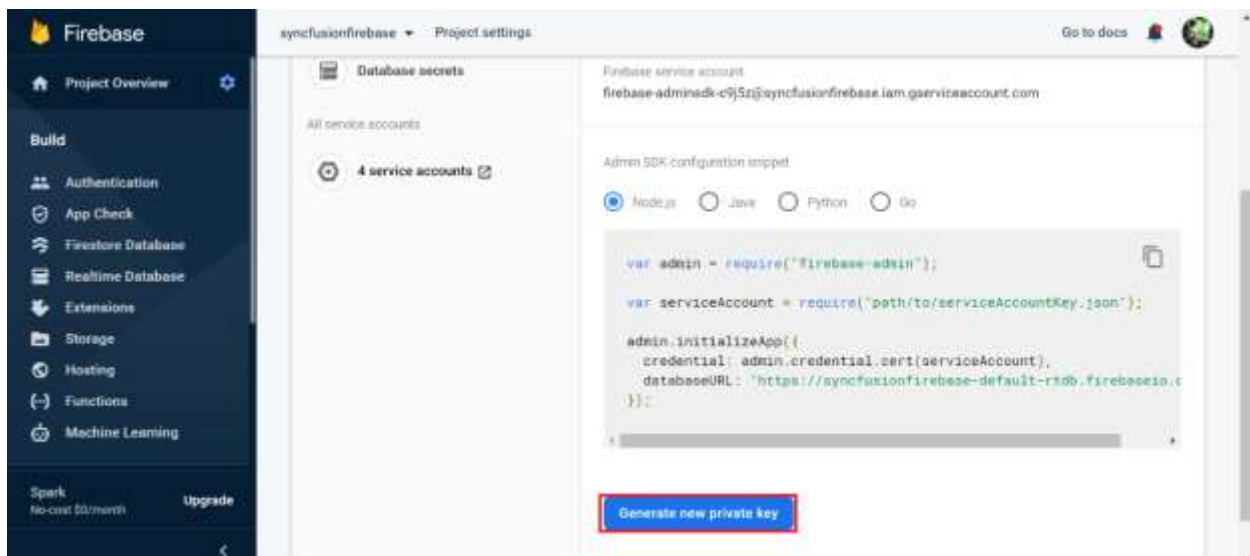 Firebase
syncfusionfirebase Project settings
Go to docs
Project Overview
Build
Authentication
App Check
Firestore Database
Realtime Database
Extensions
Storage
Hosting
Functions
Machine Learning
Spark
No-cost $0/month
Upgrade
Database secrets
All service accounts
4 service accounts
Firebase service account
firebase-adminsdk-c9j5z@syncfusionfirebase.iam.gserviceaccount.com
Admin SDK configuration snippet
Node.js Java Python Go
var admin = require("firebase-admin");
var serviceAccount = require("path/to/serviceAccountKey.json");
admin.initializeApp({
credential: admin.credential.cert(serviceAccount),
databaseURL: "https://syncfusionfirebase-default-rtdb.firebaseio.c
});
Generate new private key